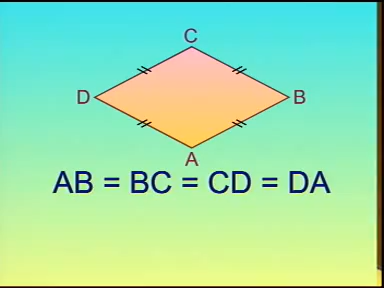 C
D
B
A
AB = BC = CD = DA